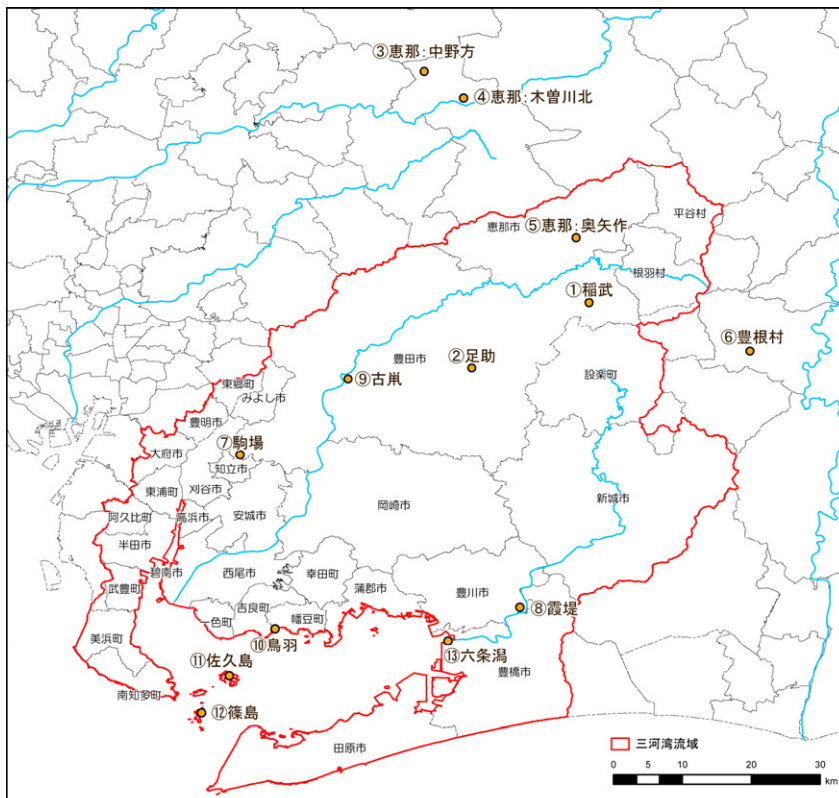 ③恵那：中野方
④恵那：木曽川北
平谷村
⑤恵那：奥矢作
恵那市
根羽村
①稲武
⑥豊根村
豊田市
②足助
⑨古鼡
設楽町
東郷町
みよし市
豊明市
⑦駒場
大府市
知立市
東浦町
刈谷市
岡崎市
新城市
阿久比町
高浜市
安城市
半田市
碧南市
西尾市
幸田町
武豊町
蒲郡市
豊川市
吉良町
⑧霞堤
一色町
幡豆町
美浜町
⑩鳥羽
⑬六条潟
豊橋市
⑪佐久島
南知多町
⑫篠島
田原市
三河湾流域
0 5 10 20 30
km